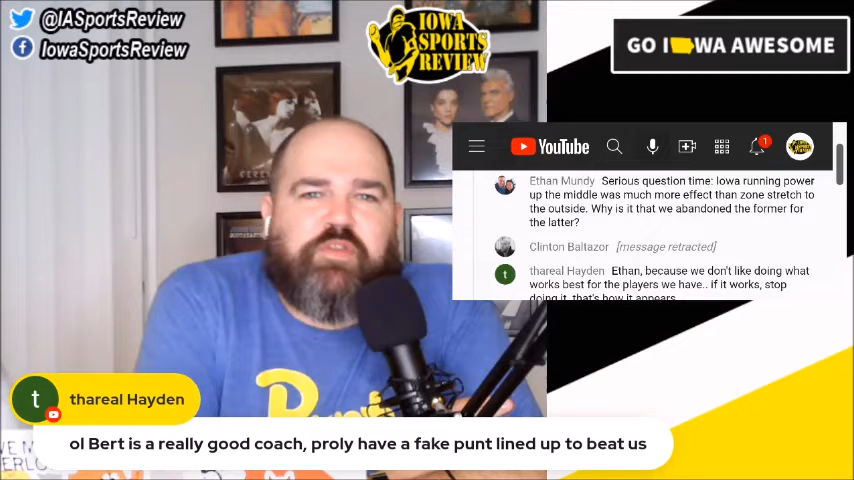 @IASportsReview
IowaSportsReview
IOWA
SPORTS
REVIEW
GO IOWA AWESOME
YouTube
1
Ethan Mundy Serious question time: Iowa running power
up the middle was much more effect than zone stretch to
the outside. Why is it that we abandoned the former for
the latter?
Clinton Baltazor [message retracted]
t
thareal Hayden Ethan, because we don't like doing what
works best for the players we have.. if it works, stop
doing it, that's how it appears
t
thareal Hayden
ol Bert is a really good coach, proly have a fake punt lined up to beat us